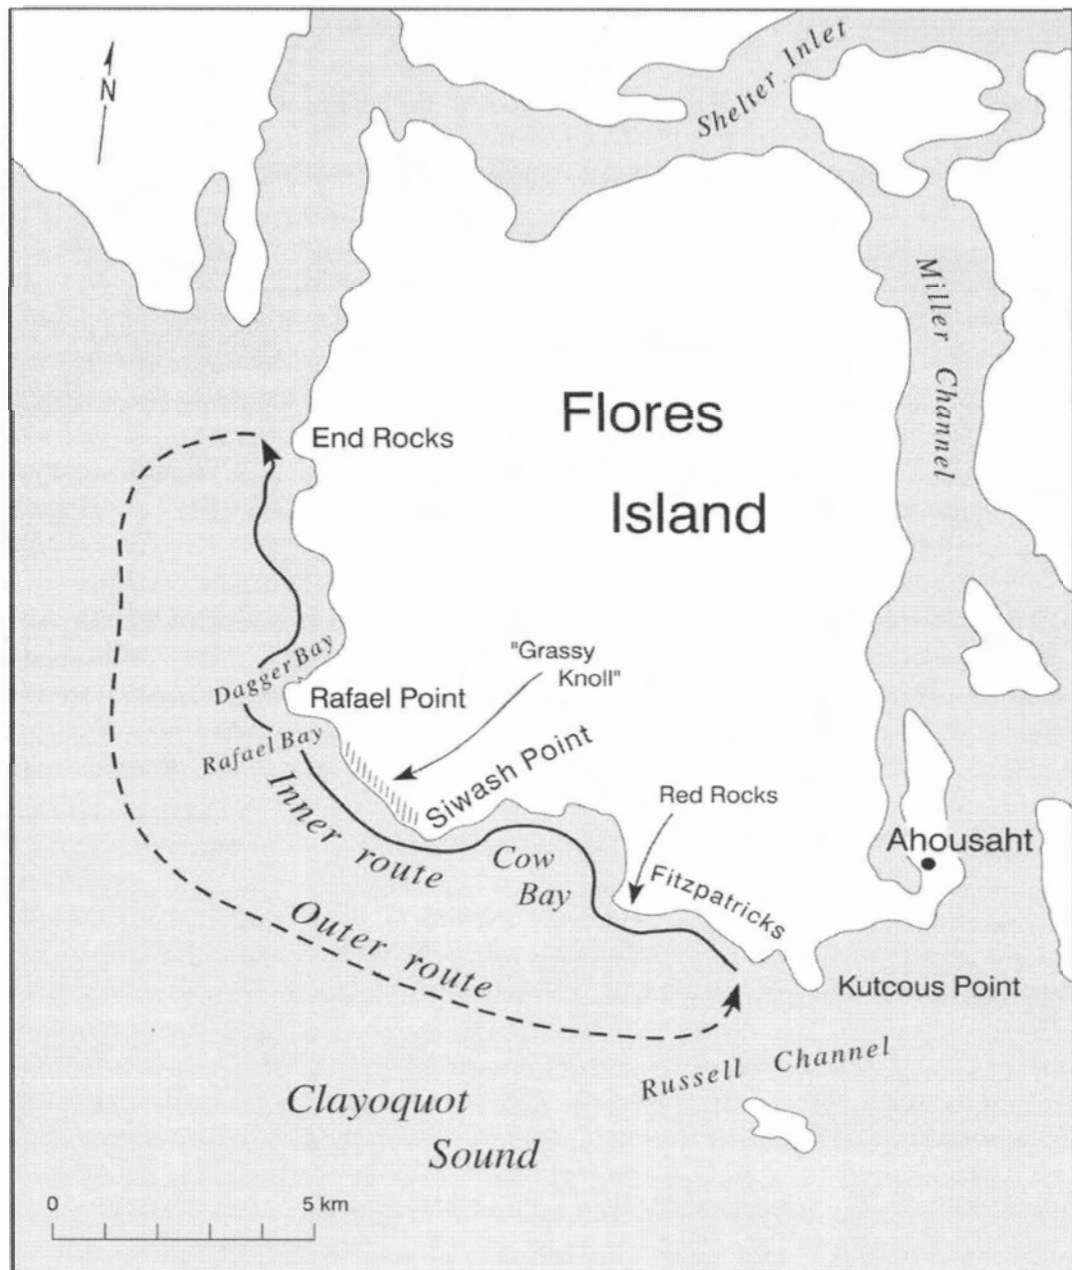 N
Shelter Inlet
Miller Channel
Flores
Island
End Rocks
"Grassy
Knoll"
Dagger Bay
Rafael Point
Rafael Bay
Siwash Point
Inner route
Red Rocks
Cow
Bay
Fitzpatricks
Ahousaht
Outer route
Kutcous Point
Russell Channel
Clayoquot
Sound
0
5 km